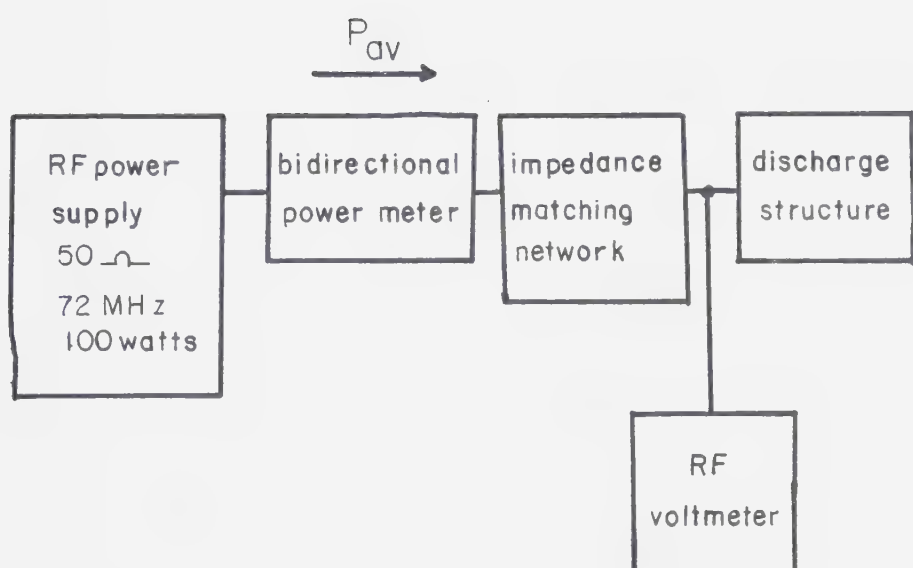 P_av
RF power
supply
50 Ω
72 MHz
100 watts
bidirectional
power meter
impedance
matching
network
discharge
structure
RF
voltmeter